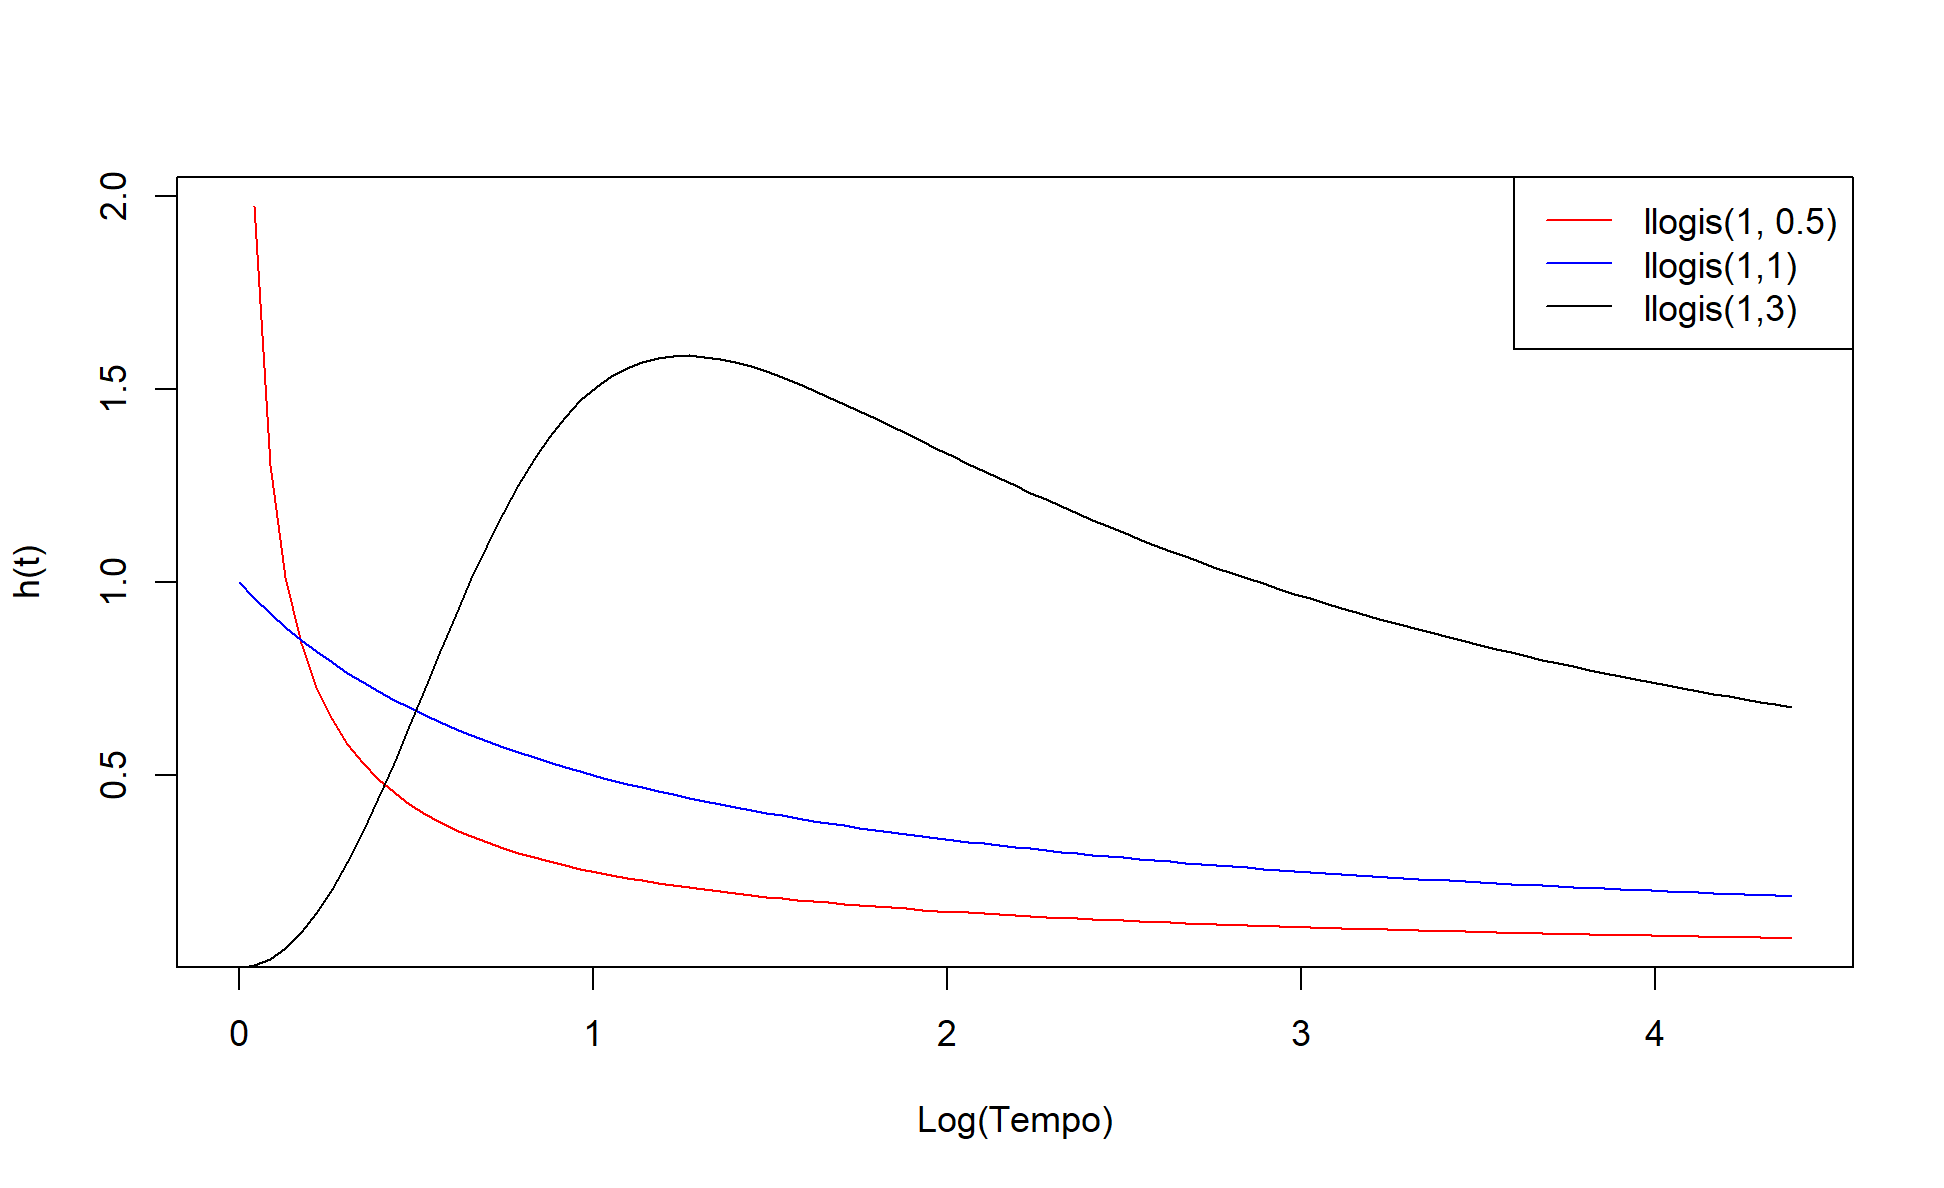 llogis(1, 0.5)
llogis(1,1)
llogis(1,3)
h(t)
2.0
1.5
1.0
0.5
0 1 2 3 4
Log(Tempo)